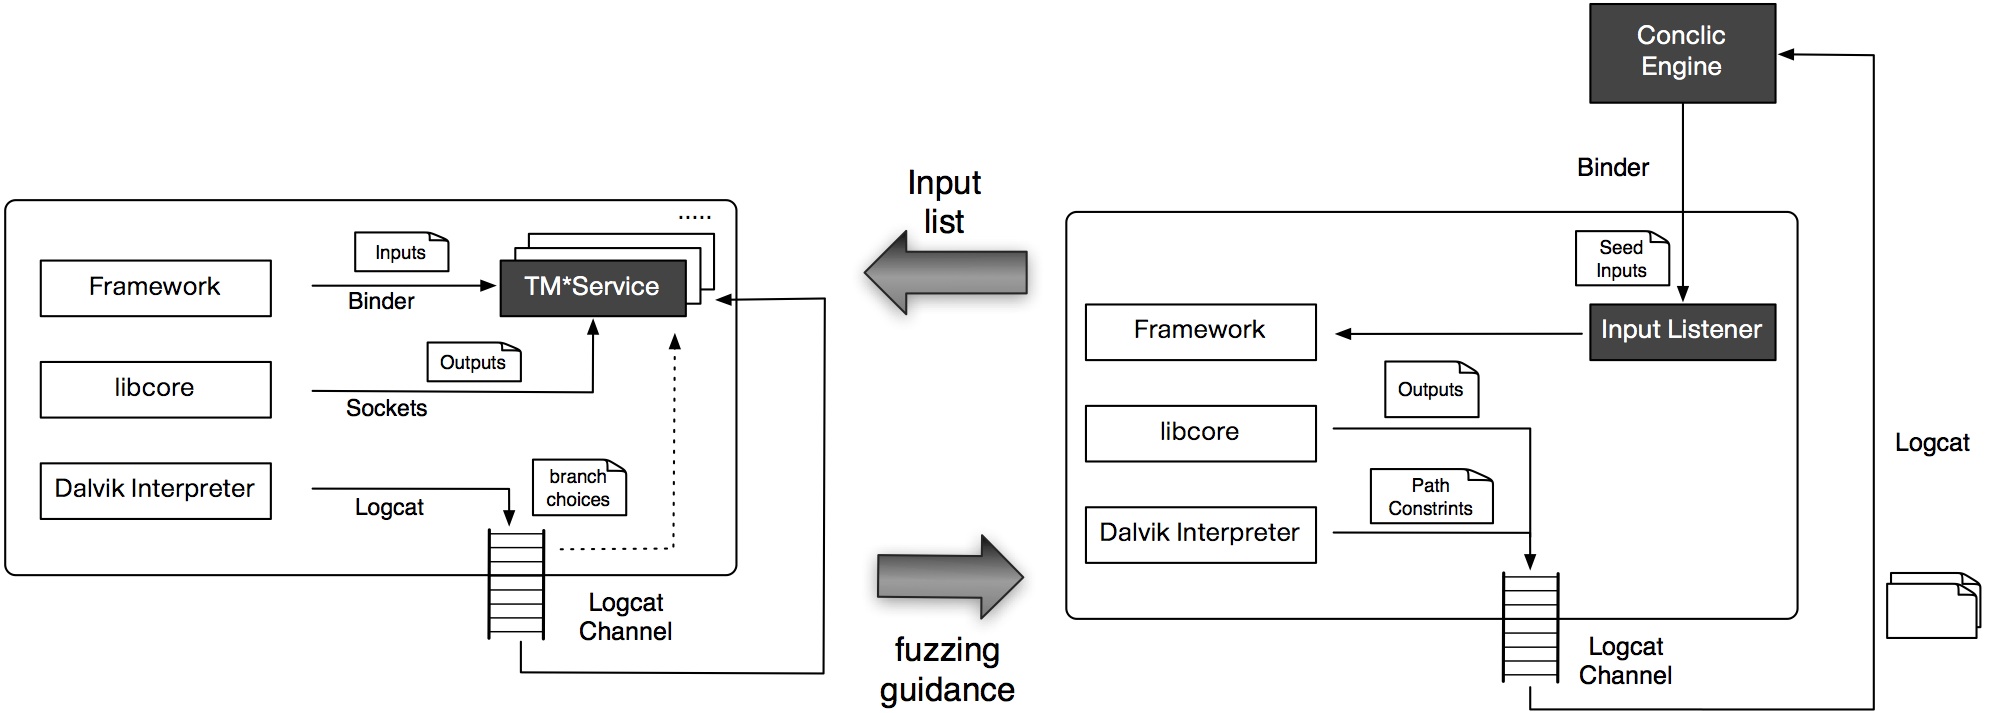 .....
Inputs
Framework
TM*Service
Binder
Outputs
libcore
Sockets
branch
choices
Dalvik Interpreter
Logcat
Logcat
Channel
Input
list
fuzzing
guidance
Conclic
Engine
Binder
Seed
Inputs
Framework
Input Listener
Outputs
libcore
Path
Constrints
Dalvik Interpreter
Logcat
Channel
Logcat